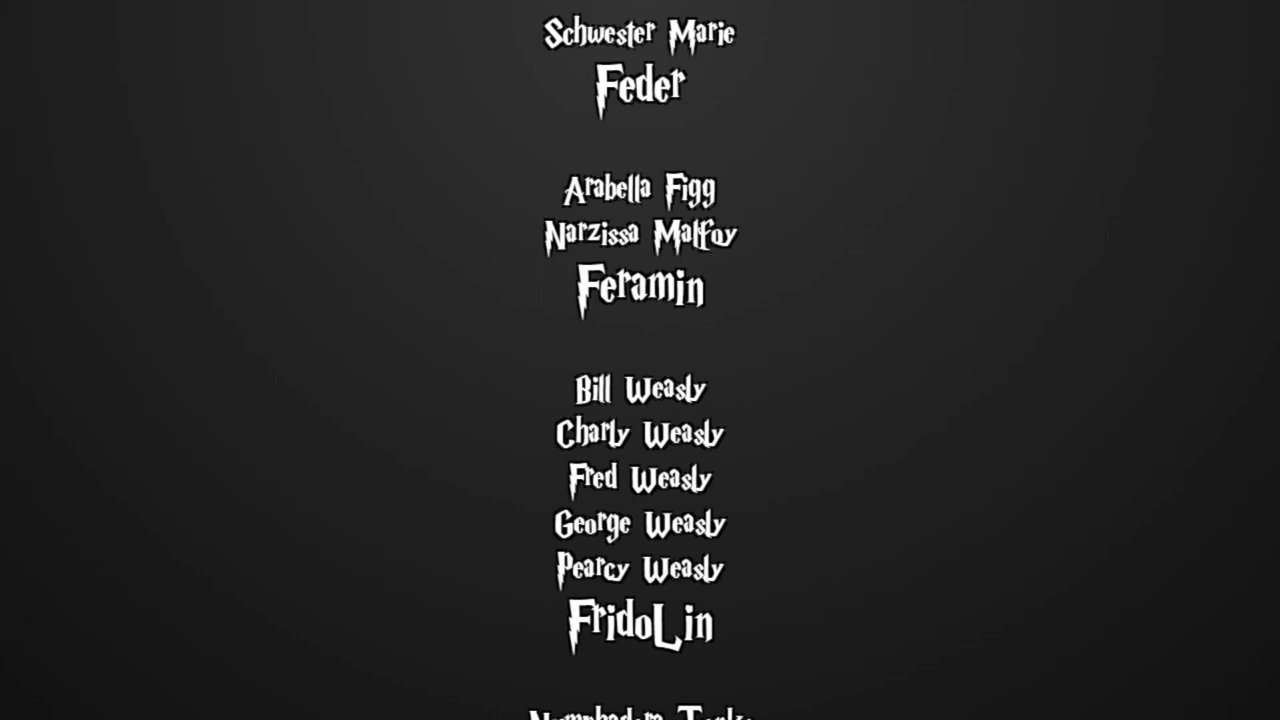 Schwester Marie
Feder
Arabella Figg
Narzissa Malfoy
Feramin
Bill Weasly
Charly Weasly
Fred Weasly
George Weasly
Pearcy Weasly
FridoLin